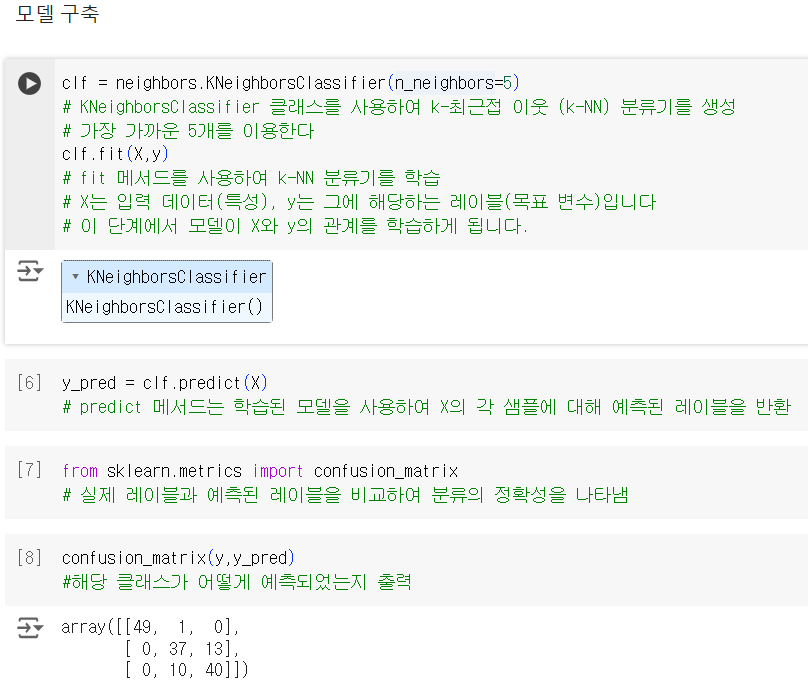 모델 구축
clf = neighbors.KNeighborsClassifier(n_neighbors=5)
# KNeighborsClassifier 클래스를 사용하여 k-최근접 이웃 (k-NN) 분류기를 생성
# 가장 가까운 5개를 이용한다
clf.fit(X,y)
# fit 메서드를 사용하여 k-NN 분류기를 학습
# X는 입력 데이터(특성), y는 그에 해당하는 레이블(목표 변수)입니다
# 이 단계에서 모델이 X와 y의 관계를 학습하게 됩니다.
▾ KNeighborsClassifier
KNeighborsClassifier()
[6] y_pred = clf.predict(X)
# predict 메서드는 학습된 모델을 사용하여 X의 각 샘플에 대해 예측된 레이블을 반환
[7] from sklearn.metrics import confusion_matrix
# 실제 레이블과 예측된 레이블을 비교하여 분류의 정확성을 나타냄
[8] confusion_matrix(y,y_pred)
#해당 클래스가 어떻게 예측되었는지 출력
array([[49,  1,  0],
       [ 0, 37, 13],
       [ 0, 10, 40]])